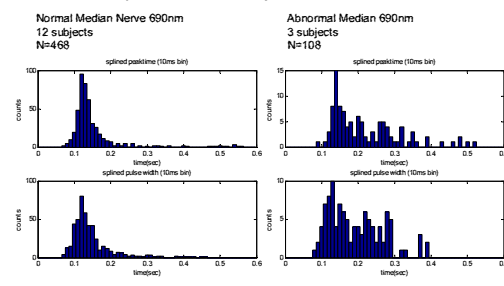 Normal Median Nerve 690nm
12 subjects
N=468
Abnormal Median 690nm
3 subjects
N=108
splined peaktime (10ms bin)
100
50
0
counts
0 0.1 0.2 0.3 0.4 0.5 0.6
time(sec)
splined peaktime (10ms bin)
15
10
5
0
counts
0 0.1 0.2 0.3 0.4 0.5 0.6
time(sec)
splined pulse width (10ms bin)
100
50
0
counts
0 0.1 0.2 0.3 0.4 0.5 0.6
time(sec)
splined pulse width (10ms bin)
10
5
0
counts
0 0.1 0.2 0.3 0.4 0.5
time(sec)